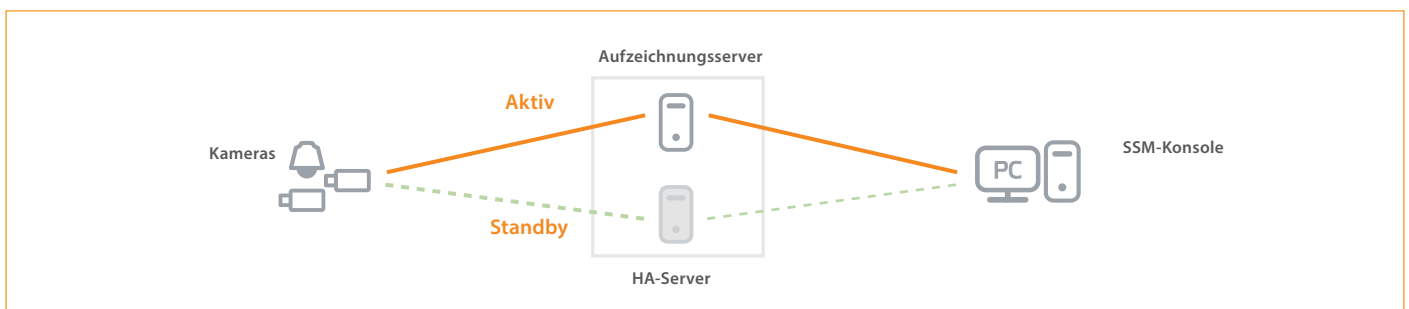 Aufzeichnungsserver
Aktiv
Kameras
SSM-Konsole
PC
Standby
HA-Server